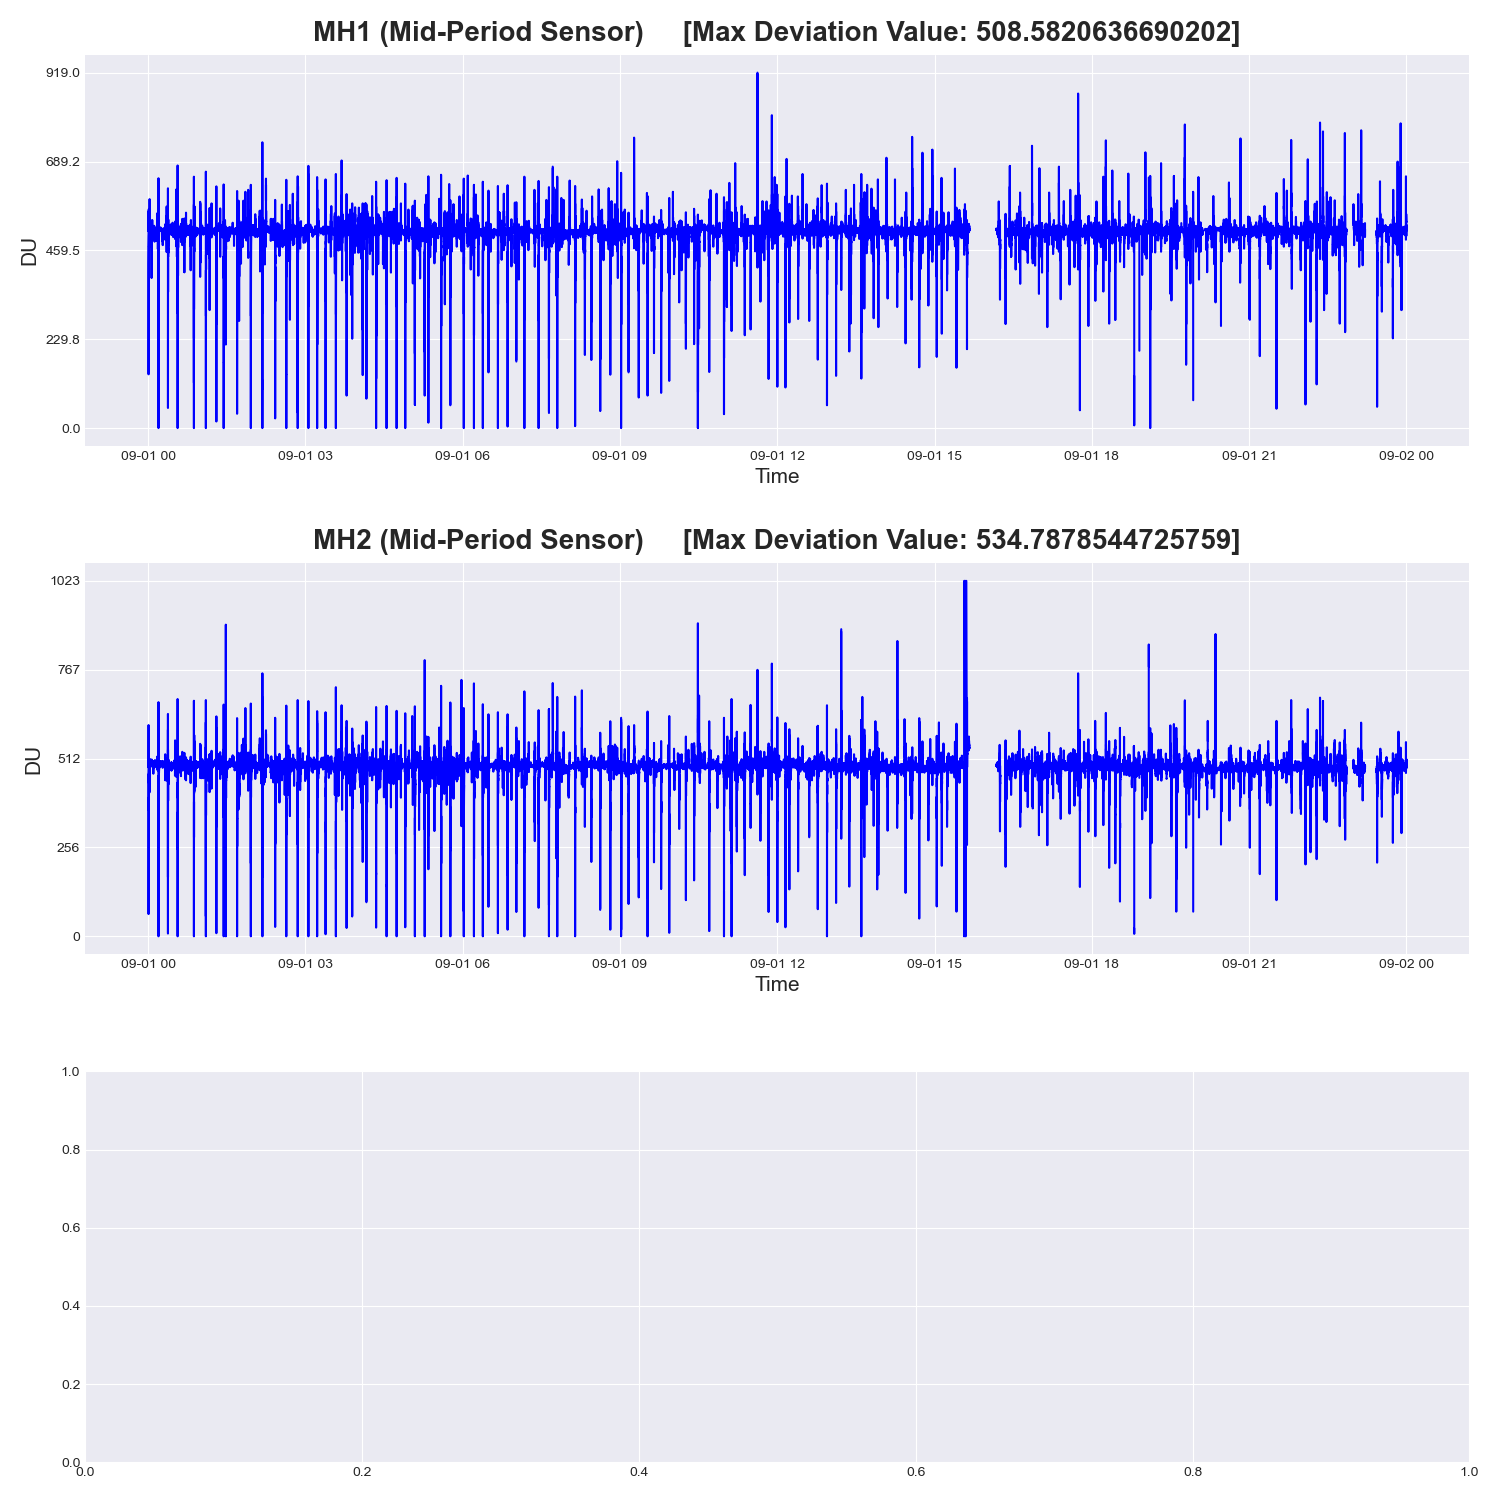 MH1 (Mid-Period Sensor) [Max Deviation Value: 508.5820636690202]
919.0
689.2
459.5
229.8
0.0
DU
09-01 00 09-01 03 09-01 06 09-01 09 09-01 12 09-01 15 09-01 18 09-01 21 09-02 00
Time
MH2 (Mid-Period Sensor) [Max Deviation Value: 534.7878544725759]
1023
767
512
256
0
DU
09-01 00 09-01 03 09-01 06 09-01 09 09-01 12 09-01 15 09-01 18 09-01 21 09-02 00
Time
1.0
0.8
0.6
0.4
0.2
0.0
0.0 0.2 0.4 0.6 0.8 1.0